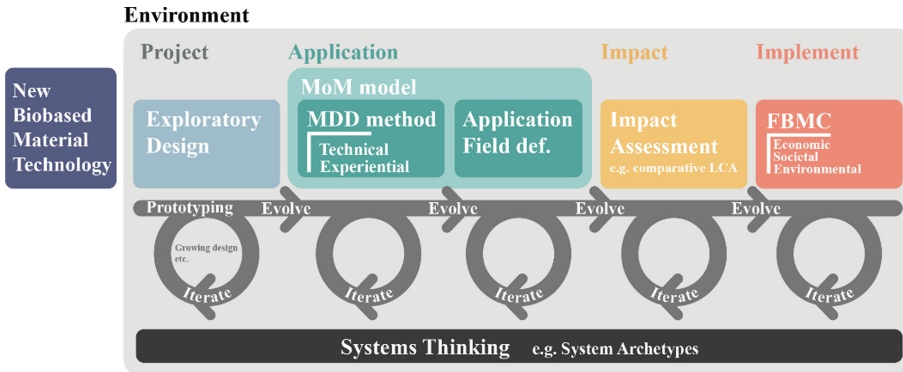 Environment
New
Biobased
Material
Technology
Project
Application
Impact
Implement
MoM model
Exploratory
Design
MDD method
Technical
Experiential
Application
Field def.
Impact
Assessment
e.g. comparative LCA
FBMC
Economic
Societal
Environmental
Prototyping
Evolve
Evolve
Evolve
Evolve
Growing design
etc.
Iterate
Iterate
Iterate
Iterate
Iterate
Systems Thinking e.g. System Archetypes